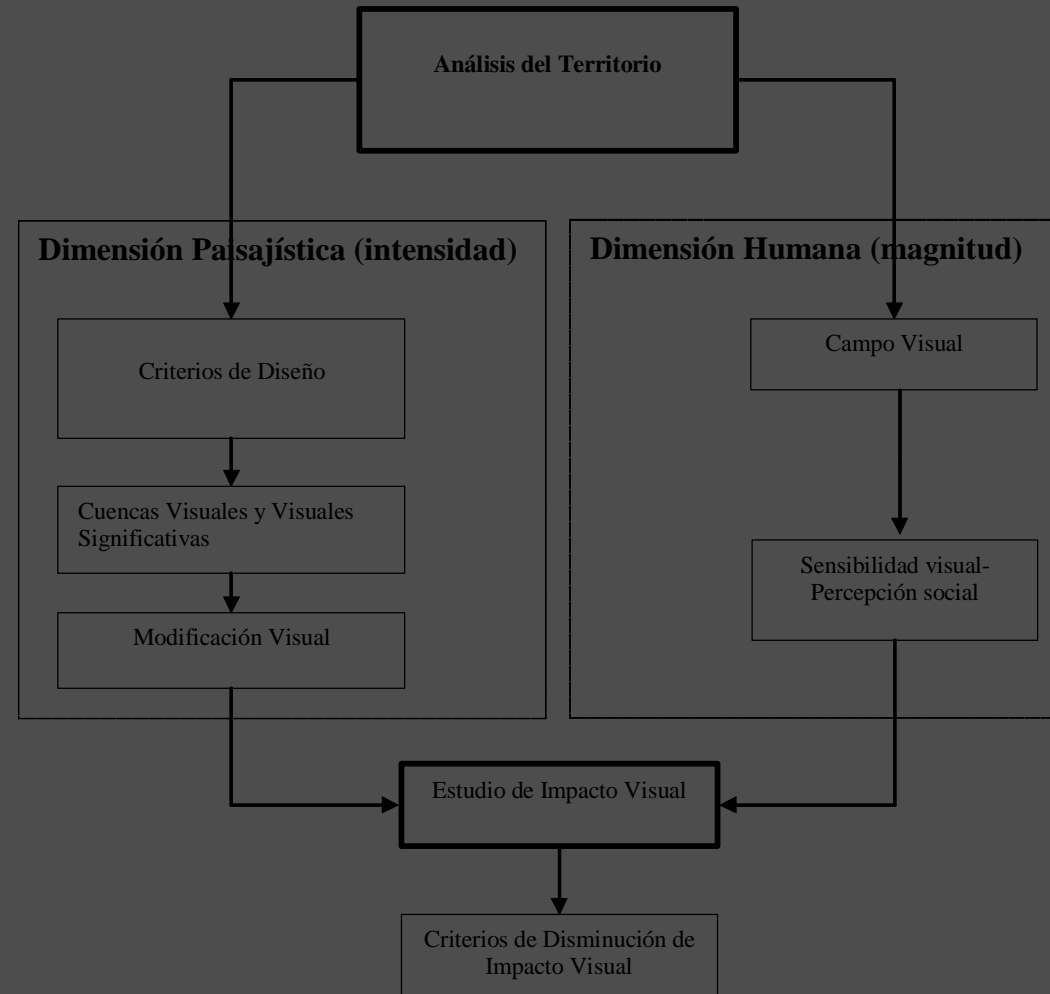 Análisis del Territorio
Dimensión Paisajística (intensidad)
Criterios de Diseño
Cuencas Visuales y Visuales
Significativas
Modificación Visual
Dimensión Humana (magnitud)
Campo Visual
Sensibilidad visual-
Percepción social
Estudio de Impacto Visual
Criterios de Disminución de
Impacto Visual